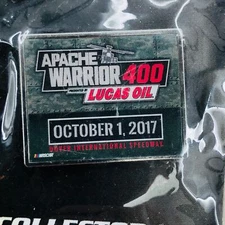 APACHE
WARRIOR 400
LUCAS OIL
OCTOBER 1, 2017
DOVER INTERNATIONAL SPEEDWAY
NASCAR